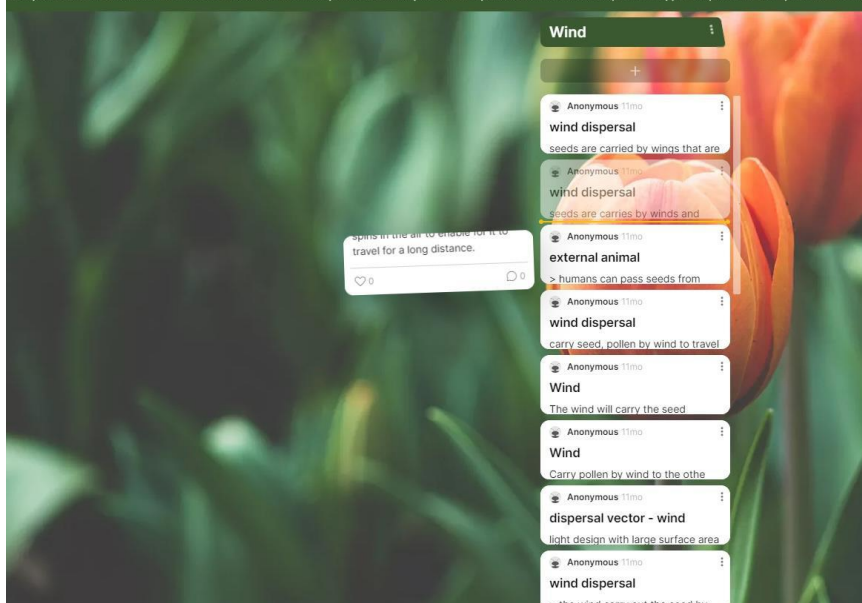 Wind
+
Anonymous 11mo
wind dispersal
seeds are carried by wings that are
Anonymous 11mo
wind dispersal
seeds are carries by winds and
spins in the air to enable for it to
travel for a long distance.
0 0
Anonymous 11mo
external animal
> humans can pass seeds from
Anonymous 11mo
wind dispersal
carry seed, pollen by wind to travel
Anonymous 11mo
Wind
The wind will carry the seed
Anonymous 11mo
Wind
Carry pollen by wind to the othe
Anonymous 11mo
dispersal vector - wind
light design with large surface area
Anonymous 11mo
wind dispersal